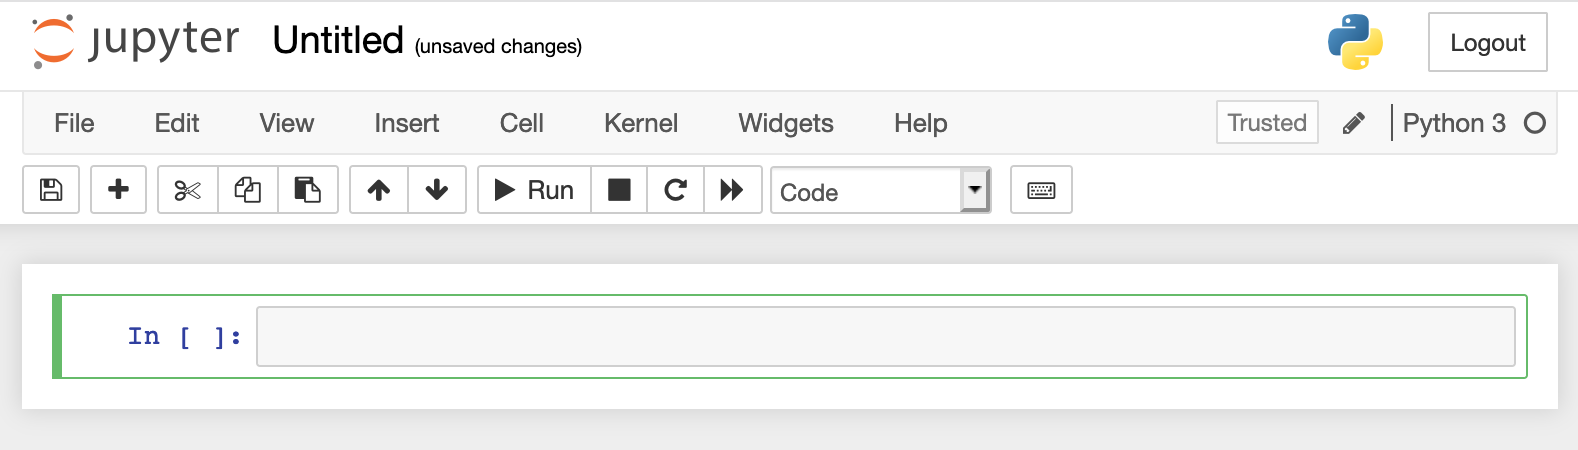 jupyter Untitled (unsaved changes) Logout
File Edit View Insert Cell Kernel Widgets Help Trusted Python 3
Run Code
In [ ]: